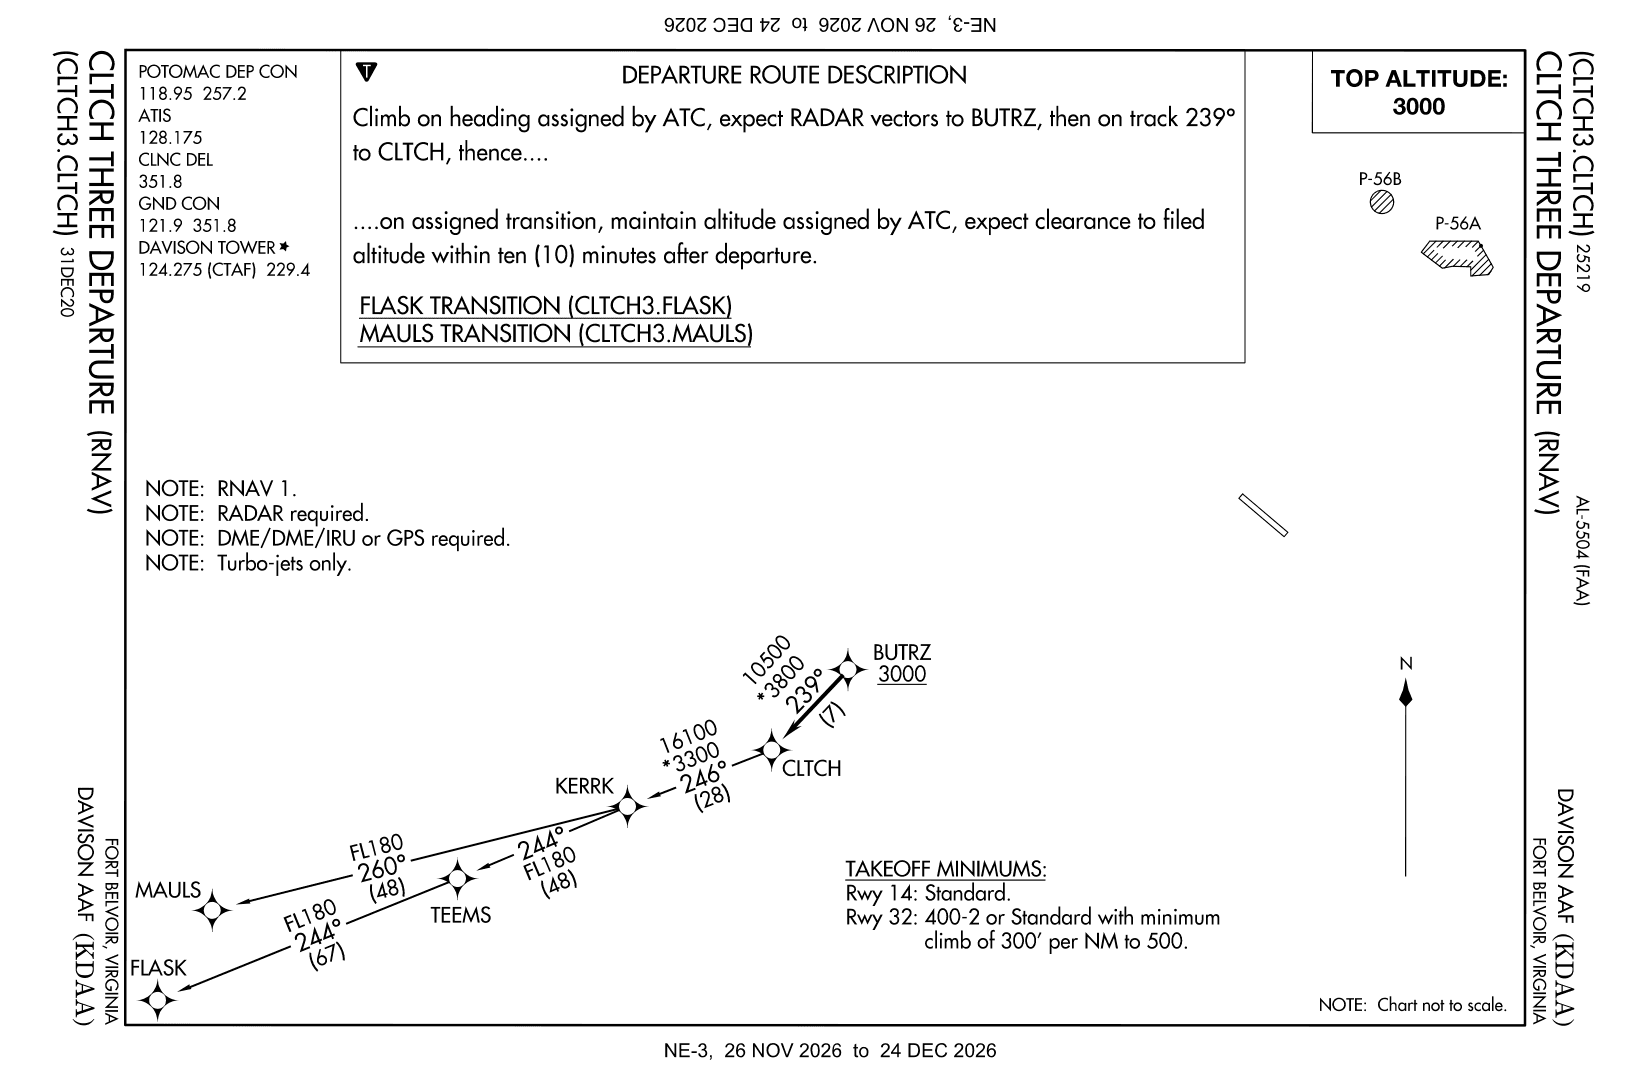 NE-3, 26 NOV 2026 to 24 DEC 2026
CLTCH THREE DEPARTURE (RNAV)
(CLTCH3.CLTCH) 31DEC20
DAVISON AAF (KDAA)
FORT BELVOIR, VIRGINIA
POTOMAC DEP CON
118.95 257.2
ATIS
128.175
CLNC DEL
351.8
GND CON
121.9 351.8
DAVISON TOWER ★
124.275 (CTAF) 229.4
T
DEPARTURE ROUTE DESCRIPTION
Climb on heading assigned by ATC, expect RADAR vectors to BUTRZ, then on track 239°
to CLTCH, thence....
....on assigned transition, maintain altitude assigned by ATC, expect clearance to filed
altitude within ten (10) minutes after departure.
FLASK TRANSITION (CLTCH3.FLASK)
MAULS TRANSITION (CLTCH3.MAULS)
TOP ALTITUDE:
3000
P-56B
P-56A
NOTE: RNAV 1.
NOTE: RADAR required.
NOTE: DME/DME/IRU or GPS required.
NOTE: Turbo-jets only.
BUTRZ
3000
10500
*3800
239°
(7)
CLTCH
16100
*3300
246°
(28)
KERRK
244°
FL180
(48)
FL180
260°
(48)
MAULS
TEEMS
FL180
244°
(67)
FLASK
N
TAKEOFF MINIMUMS:
Rwy 14: Standard.
Rwy 32: 400-2 or Standard with minimum
climb of 300' per NM to 500.
NOTE: Chart not to scale.
(CLTCH3.CLTCH) 25219
CLTCH THREE DEPARTURE (RNAV)
AL-5504 (FAA)
DAVISON AAF (KDAA)
FORT BELVOIR, VIRGINIA
NE-3, 26 NOV 2026 to 24 DEC 2026